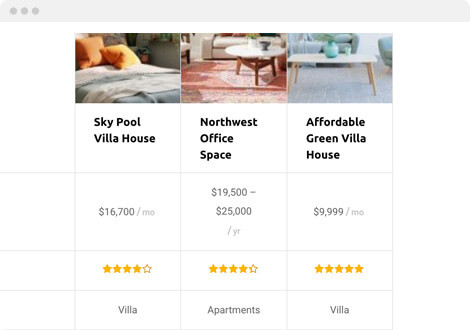 Sky Pool
Villa House
Northwest
Office
Space
Affordable
Green Villa
House
$16,700 / mo
$19,500 –
$25,000
/ yr
$9,999 / mo
Villa
Apartments
Villa